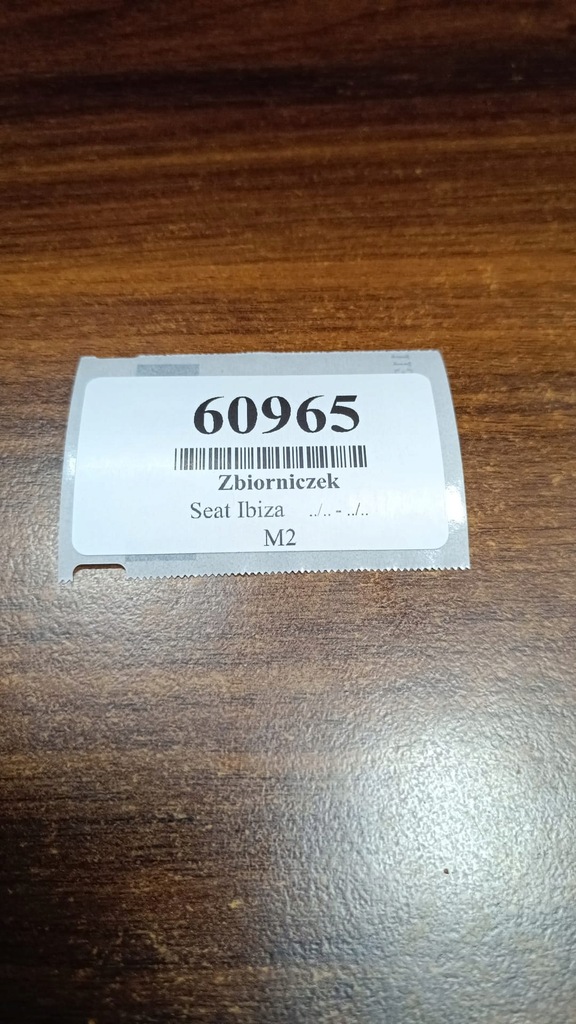 60965
Zbiorniczek
Seat Ibiza ../.. - ../..
M2